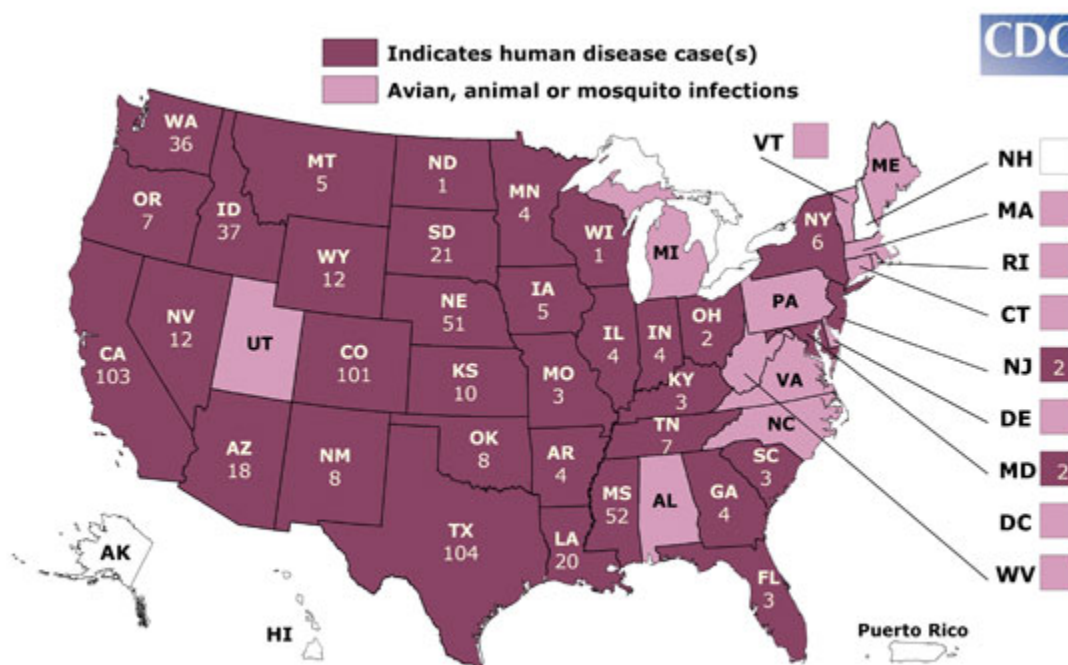 CDC
Indicates human disease case(s)
Avian, animal or mosquito infections
VT
ME
NH
WA
36
MT
5
ND
1
MN
4
MA
OR
7
ID
37
NY
6
SD
21
WI
1
MI
RI
WY
12
IA
5
PA
CT
NE
51
OH
2
NV
12
UT
IL
4
IN
4
NJ 2
CA
103
CO
101
KS
10
MO
3
KY
3
VA
DE
TN
7
NC
OK
8
AR
4
SC
3
MD 2
AZ
18
NM
8
MS
52
AL
GA
4
DC
TX
104
LA
20
AK
WV
FL
3
HI
Puerto Rico